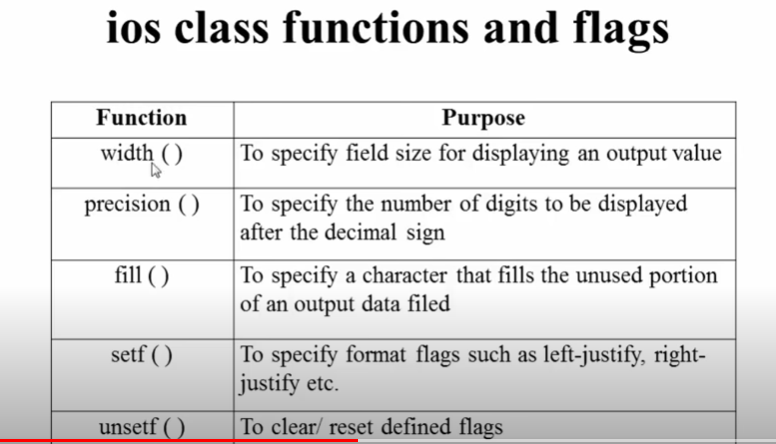 ios class functions and flags
Function Purpose
width ( ) To specify field size for displaying an output value
precision ( ) To specify the number of digits to be displayed
after the decimal sign
fill ( ) To specify a character that fills the unused portion
of an output data filed
setf ( ) To specify format flags such as left-justify, right-
justify etc.
unsetf ( ) To clear/ reset defined flags